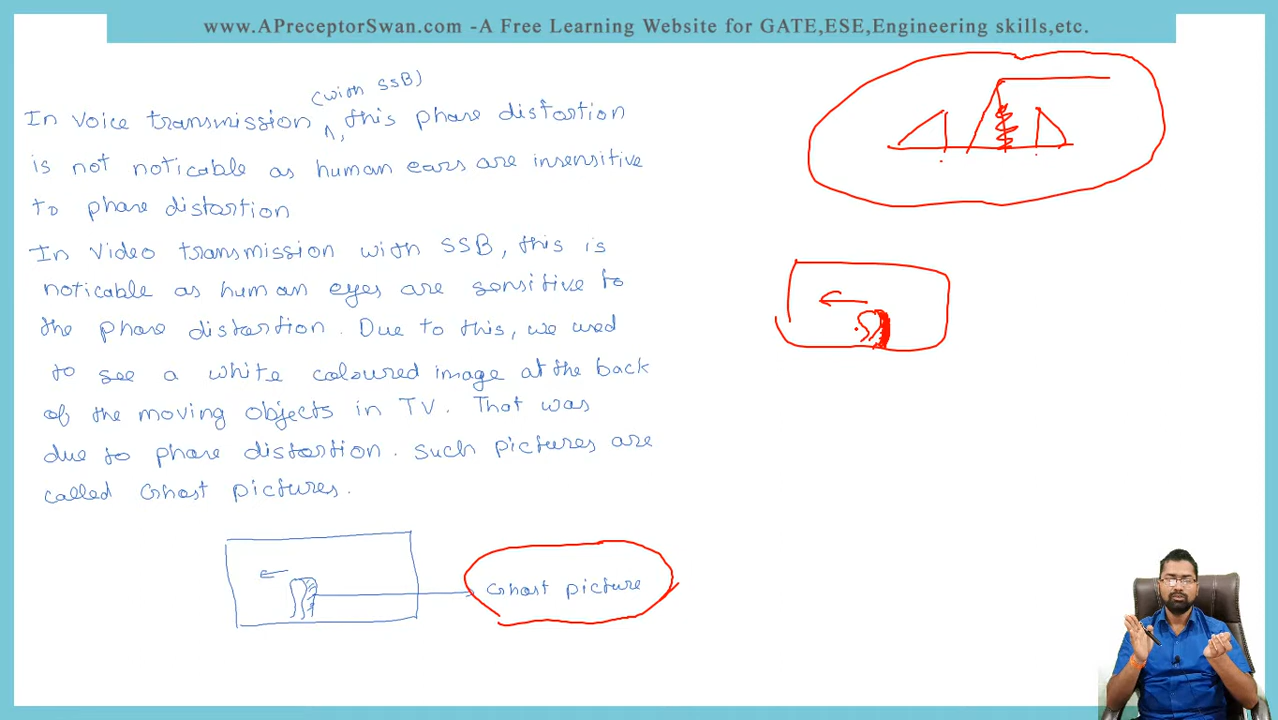 www.APreceptorSwan.com -A Free Learning Website for GATE,ESE,Engineering skills,etc.
(with SSB)
In voice transmission ∧, this phase distortion
is not noticable as human ears are insensitive
to phase distortion
In video transmission with SSB, this is
noticable as human eyes are sensitive to
the phase distortion. Due to this, we used
to see a white coloured image at the back
of the moving objects in TV. That was
due to phase distortion. Such pictures are
called Ghost pictures.
Ghost picture